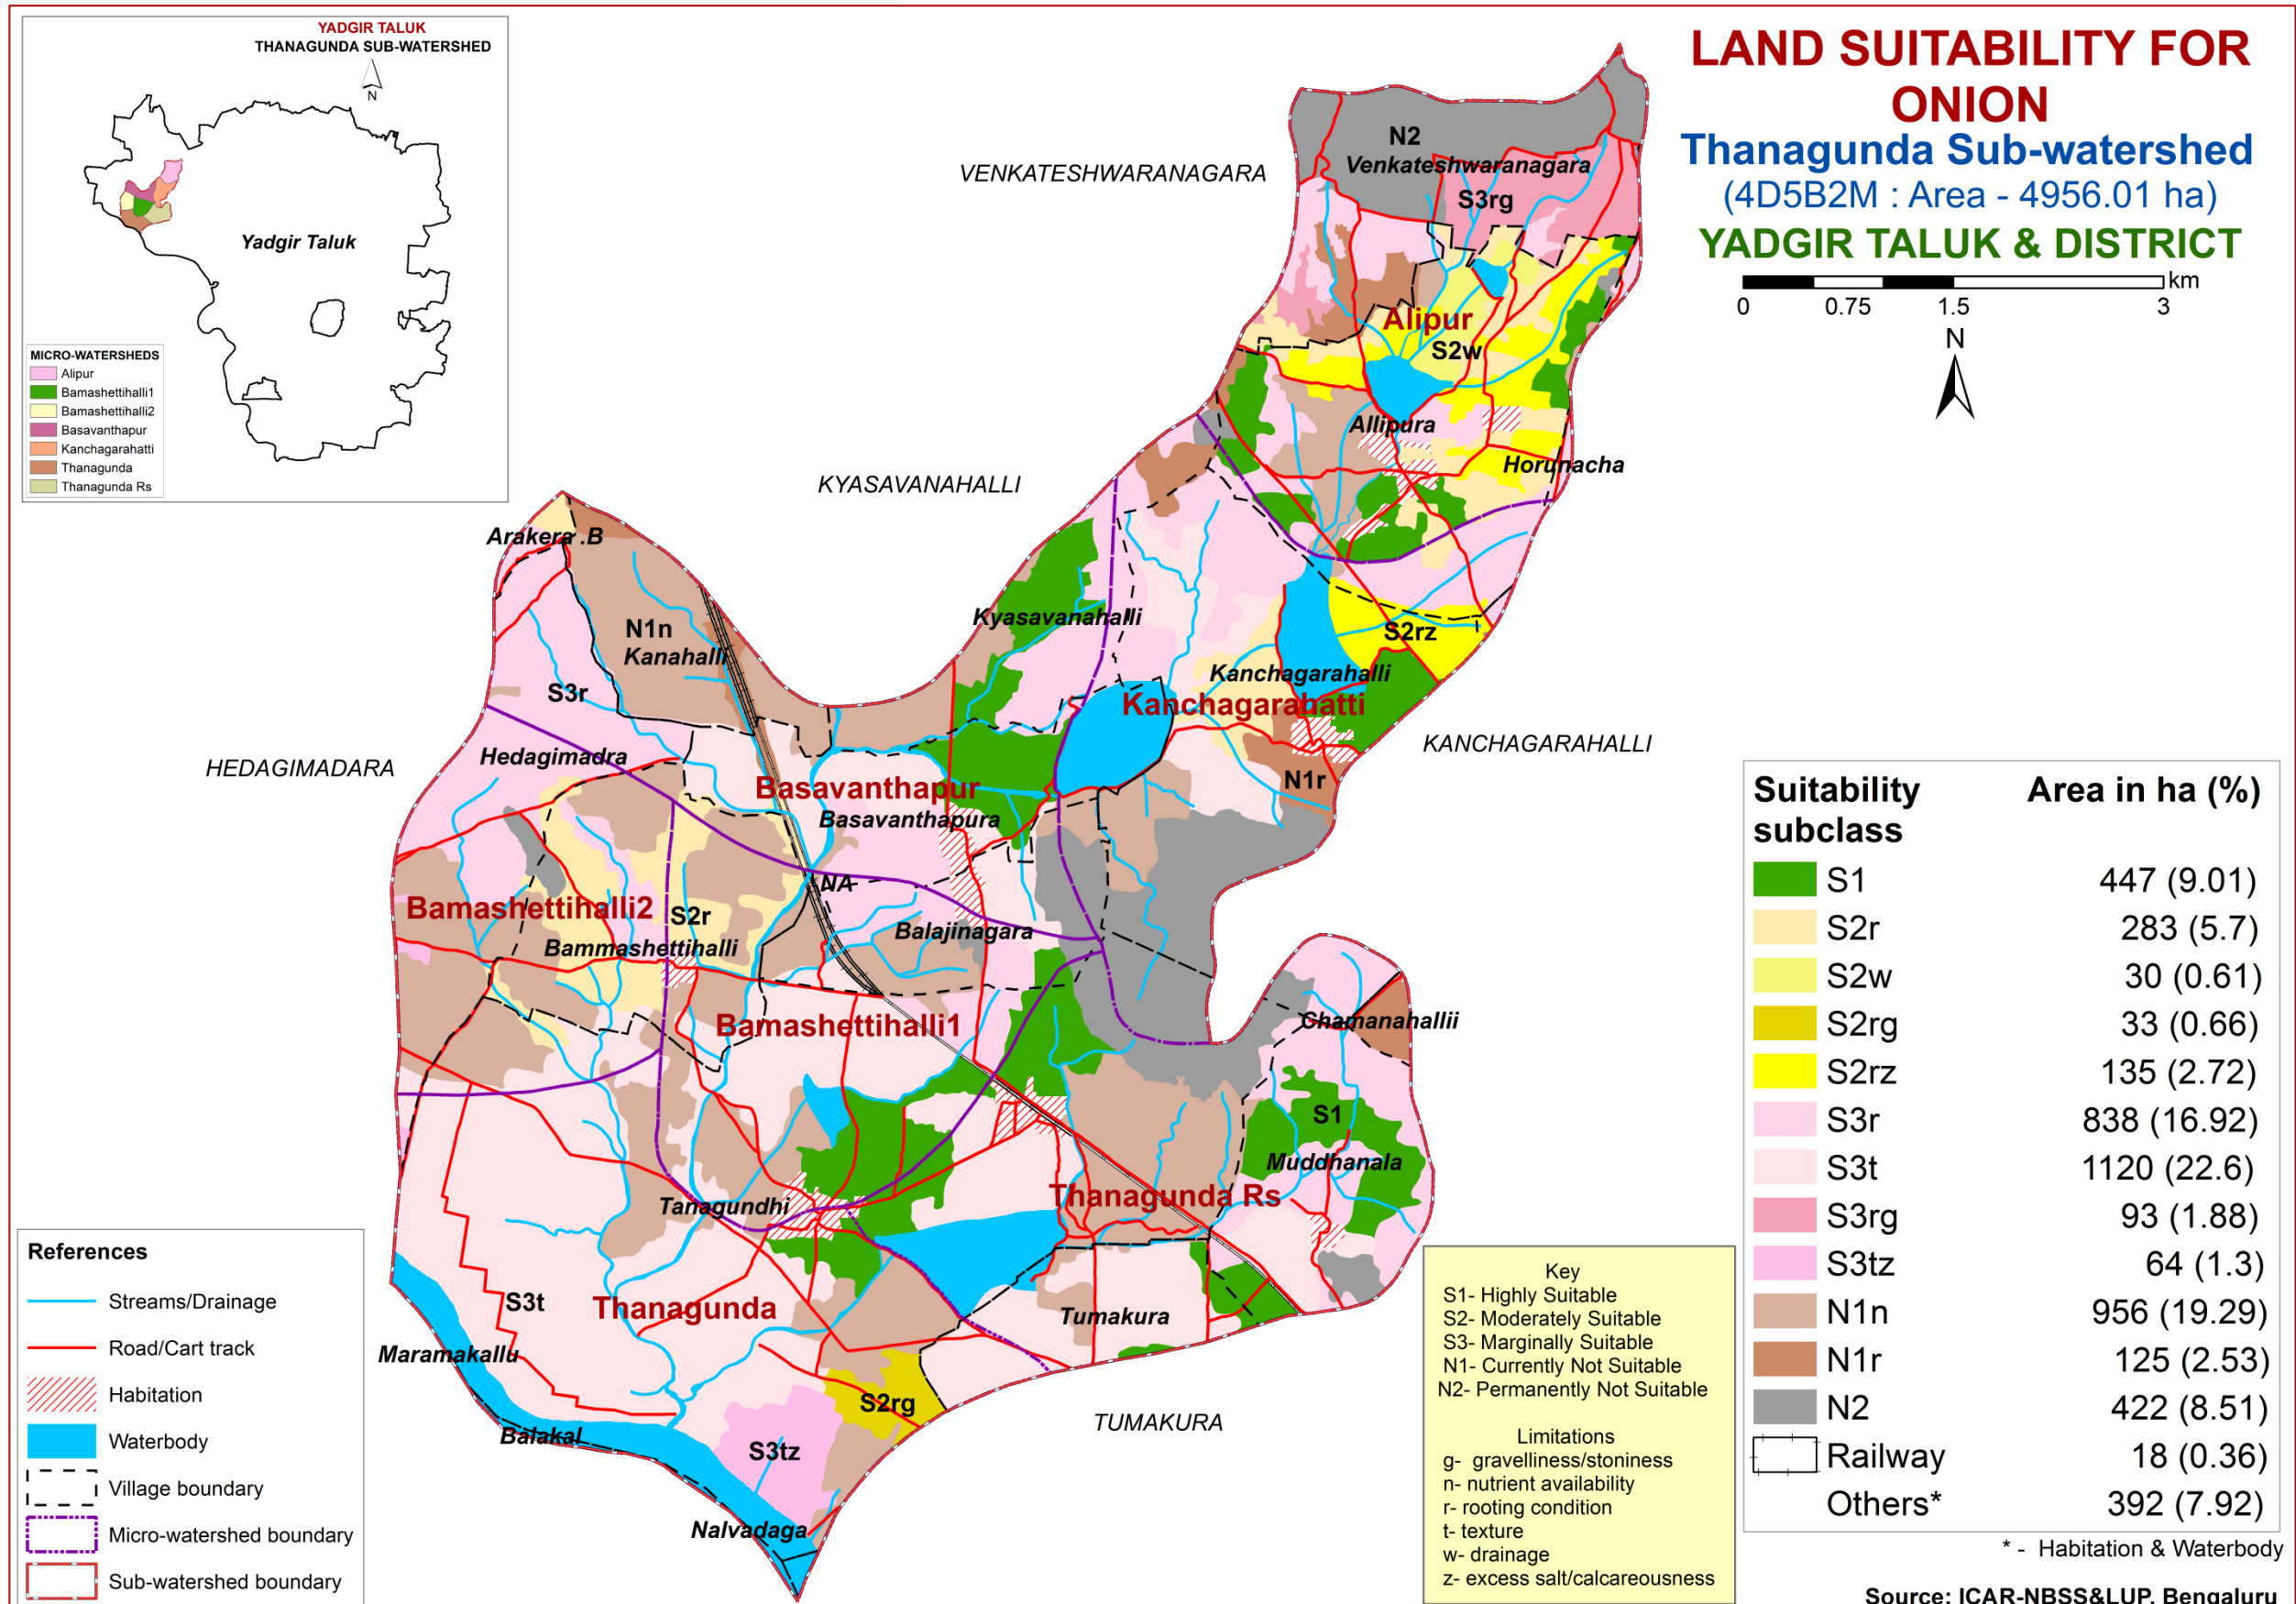 YADGIR TALUK
THANAGUNDA SUB-WATERSHED
N
Yadgir Taluk
MICRO-WATERSHEDS
Alipur
Bamashettihalli1
Bamashettihalli2
Basavanthapur
Kanchagarahatti
Thanagunda
Thanagunda Rs
LAND SUITABILITY FOR
ONION
Thanagunda Sub-watershed
(4D5B2M : Area - 4956.01 ha)
YADGIR TALUK & DISTRICT
km
0 0.75 1.5 3
N
N2
Venkateshwaranagara
VENKATESHWARANAGARA
S3rg
Alipur
S2w
Allipura
Horunacha
KYASAVANAHALLI
Arakera .B
Kyasavanahalli
N1n
Kanahalli
S2rz
Kanchagarahalli
S3r
Kanchagarabatti
KANCHAGARAHALLI
Hedagimadra
HEDAGIMADARA
N1r
Basavanthapur
Basavanthapura
NA
Bamashettihalli2
S2r
Balajinagara
Bammashettihalli
Bamashettihalli1
Chamanahallii
S1
Muddhanala
Thanagunda Rs
Tanagundhi
S3t
Thanagunda
Tumakura
Maramakallu
S2rg
TUMAKURA
Balakal
S3tz
Nalvadaga
Suitability
subclass
Area in ha (%)
S1 447 (9.01)
S2r 283 (5.7)
S2w 30 (0.61)
S2rg 33 (0.66)
S2rz 135 (2.72)
S3r 838 (16.92)
S3t 1120 (22.6)
S3rg 93 (1.88)
S3tz 64 (1.3)
N1n 956 (19.29)
N1r 125 (2.53)
N2 422 (8.51)
Railway 18 (0.36)
Others* 392 (7.92)
* - Habitation & Waterbody
Source: ICAR-NBSS&LUP, Bengaluru
Key
S1- Highly Suitable
S2- Moderately Suitable
S3- Marginally Suitable
N1- Currently Not Suitable
N2- Permanently Not Suitable
Limitations
g- gravelliness/stoniness
n- nutrient availability
r- rooting condition
t- texture
w- drainage
z- excess salt/calcareousness
References
Streams/Drainage
Road/Cart track
Habitation
Waterbody
Village boundary
Micro-watershed boundary
Sub-watershed boundary